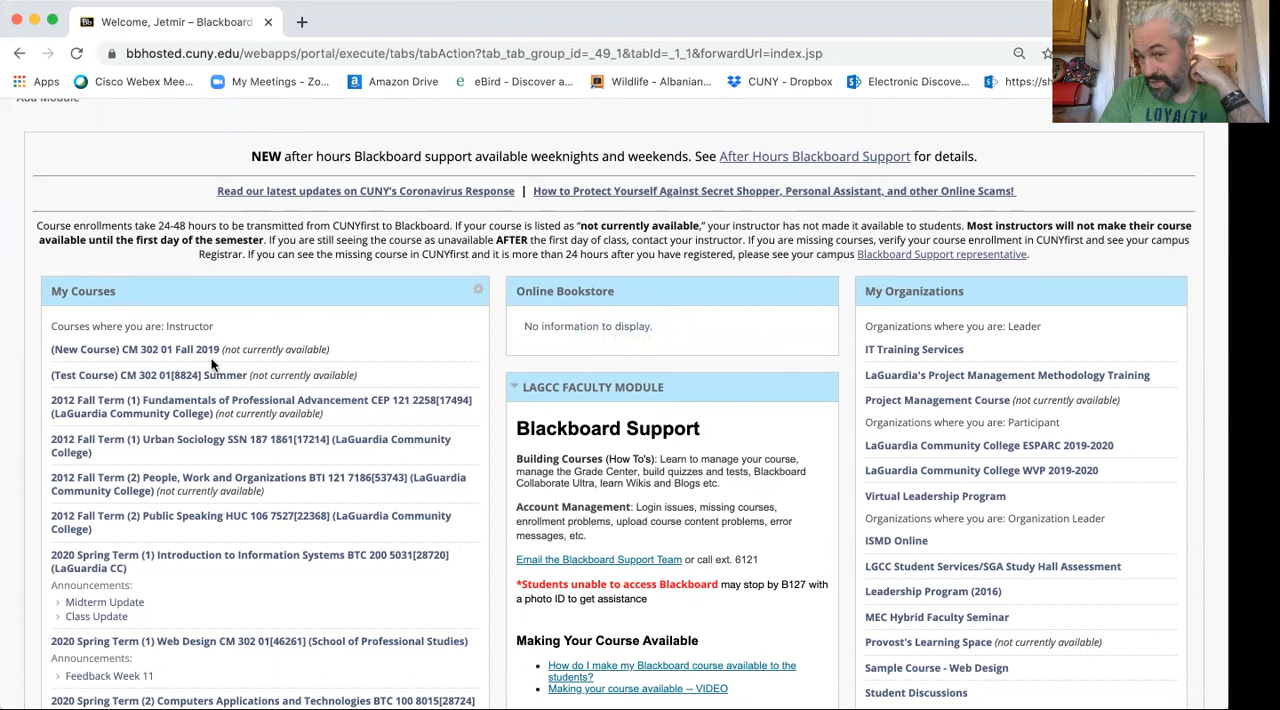 Welcome, Jetmir – Blackboard
bbhosted.cuny.edu/webapps/portal/execute/tabs/tabAction?tab_tab_group_id=_49_1&tabId=_1_1&forwardUrl=index.jsp
Apps
Cisco Webex Mee...
My Meetings - Zo...
Amazon Drive
eBird - Discover a...
Wildlife - Albanian...
CUNY - Dropbox
Electronic Discove...
https://sh
Add Module
LOYALTY
NEW after hours Blackboard support available weeknights and weekends. See After Hours Blackboard Support for details.
Read our latest updates on CUNY's Coronavirus Response | How to Protect Yourself Against Secret Shopper, Personal Assistant, and other Online Scams!
Course enrollments take 24-48 hours to be transmitted from CUNYfirst to Blackboard. If your course is listed as “not currently available,” your instructor has not made it available to students. Most instructors will not make their course
available until the first day of the semester. If you are still seeing the course as unavailable AFTER the first day of class, contact your instructor. If you are missing courses, verify your course enrollment in CUNYfirst and see your campus
Registrar. If you can see the missing course in CUNYfirst and it is more than 24 hours after you have registered, please see your campus Blackboard Support representative.
My Courses
Courses where you are: Instructor
(New Course) CM 302 01 Fall 2019 (not currently available)
(Test Course) CM 302 01[8824] Summer (not currently available)
2012 Fall Term (1) Fundamentals of Professional Advancement CEP 121 2258[17494]
(LaGuardia Community College) (not currently available)
2012 Fall Term (1) Urban Sociology SSN 187 1861[17214] (LaGuardia Community
College)
2012 Fall Term (2) People, Work and Organizations BTI 121 7186[53743] (LaGuardia
Community College) (not currently available)
2012 Fall Term (2) Public Speaking HUC 106 7527[22368] (LaGuardia Community
College)
2020 Spring Term (1) Introduction to Information Systems BTC 200 5031[28720]
(LaGuardia CC)
Announcements:
Midterm Update
Class Update
2020 Spring Term (1) Web Design CM 302 01[46261] (School of Professional Studies)
Announcements:
Feedback Week 11
2020 Spring Term (2) Computers Applications and Technologies BTC 100 8015[28724]
Online Bookstore
No information to display.
LAGCC FACULTY MODULE
Blackboard Support
Building Courses (How To's): Learn to manage your course,
manage the Grade Center, build quizzes and tests, Blackboard
Collaborate Ultra, learn Wikis and Blogs etc.
Account Management: Login issues, missing courses,
enrollment problems, upload course content problems, error
messages, etc.
Email the Blackboard Support Team or call ext. 6121
*Students unable to access Blackboard may stop by B127 with
a photo ID to get assistance
Making Your Course Available
How do I make my Blackboard course available to the
students?
Making your course available -- VIDEO
My Organizations
Organizations where you are: Leader
IT Training Services
LaGuardia's Project Management Methodology Training
Project Management Course (not currently available)
Organizations where you are: Participant
LaGuardia Community College ESPARC 2019-2020
LaGuardia Community College WVP 2019-2020
Virtual Leadership Program
Organizations where you are: Organization Leader
ISMD Online
LGCC Student Services/SGA Study Hall Assessment
Leadership Program (2016)
MEC Hybrid Faculty Seminar
Provost's Learning Space (not currently available)
Sample Course - Web Design
Student Discussions